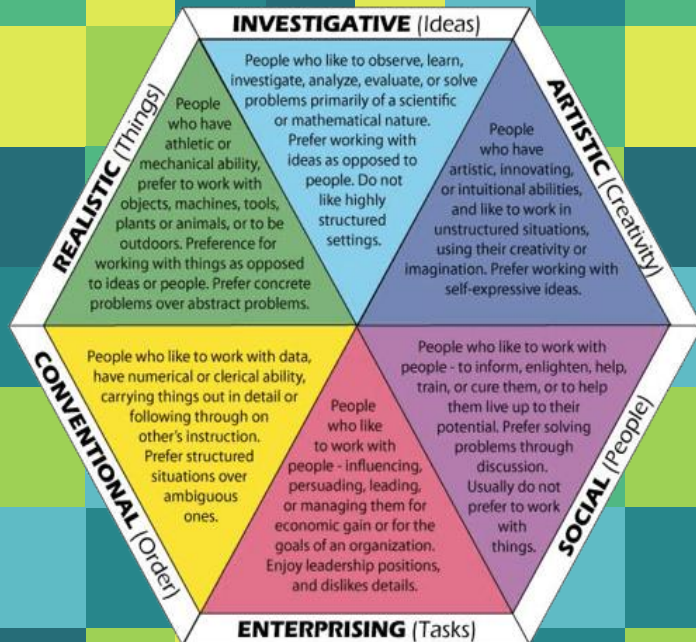 INVESTIGATIVE (Ideas)
People who like to observe, learn,
investigate, analyze, evaluate, or solve
problems primarily of a scientific
or mathematical nature.
Prefer working with
ideas as opposed to
people. Do not
like highly
structured
settings.
ARTISTIC (Creativity)
People
who have
artistic, innovating,
or intuitional abilities,
and like to work in
unstructured situations,
using their creativity or
imagination. Prefer working with
self-expressive ideas.
SOCIAL (People)
People who like to work with
people - to inform, enlighten, help,
train, or cure them, or to help
them live up to their
potential. Prefer solving
problems through
discussion.
Usually do not
prefer to work
with
things.
ENTERPRISING (Tasks)
People
who like
to work with
people - influencing,
persuading, leading,
or managing them for
economic gain or for the
goals of an organization.
Enjoy leadership positions,
and dislikes details.
CONVENTIONAL (Order)
People who like to work with data,
have numerical or clerical ability,
carrying things out in detail or
following through on
other's instruction.
Prefer structured
situations over
ambiguous
ones.
REALISTIC (Things)
People
who have
athletic or
mechanical ability,
prefer to work with
objects, machines, tools,
plants or animals, or to be
outdoors. Preference for
working with things as opposed
to ideas or people. Prefer concrete
problems over abstract problems.